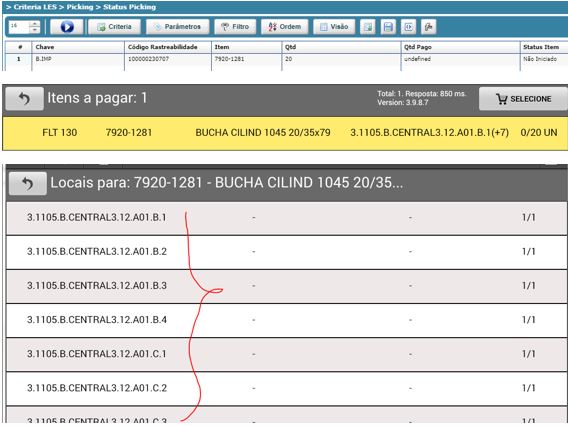 > Criteria LES > Picking > Status Picking
16 Criteria Parâmetros Filtro Ordem Visão
# Chave Código Rastreabilidade Item Qtd Qtd Pago Status Item
1 B.IMP 100000230707 7920-1281 20 undefined Não Iniciado
Itens a pagar: 1 Total: 1. Resposta: 850 ms. SELECIONE
Version: 3.9.8.7
FLT 130 7920-1281 BUCHA CILIND 1045 20/35x79 3.1105.B.CENTRAL3.12.A01.B.1(+7) 0/20 UN
Locais para: 7920-1281 - BUCHA CILIND 1045 20/35...
3.1105.B.CENTRAL3.12.A01.B.1 - - 1/1
3.1105.B.CENTRAL3.12.A01.B.2 - - 1/1
3.1105.B.CENTRAL3.12.A01.B.3 - - 1/1
3.1105.B.CENTRAL3.12.A01.B.4 - - 1/1
3.1105.B.CENTRAL3.12.A01.C.1 - - 1/1
3.1105.B.CENTRAL3.12.A01.C.2 - - 1/1
3.1105.B.CENTRAL3.12.A01.C.3 - - 1/1